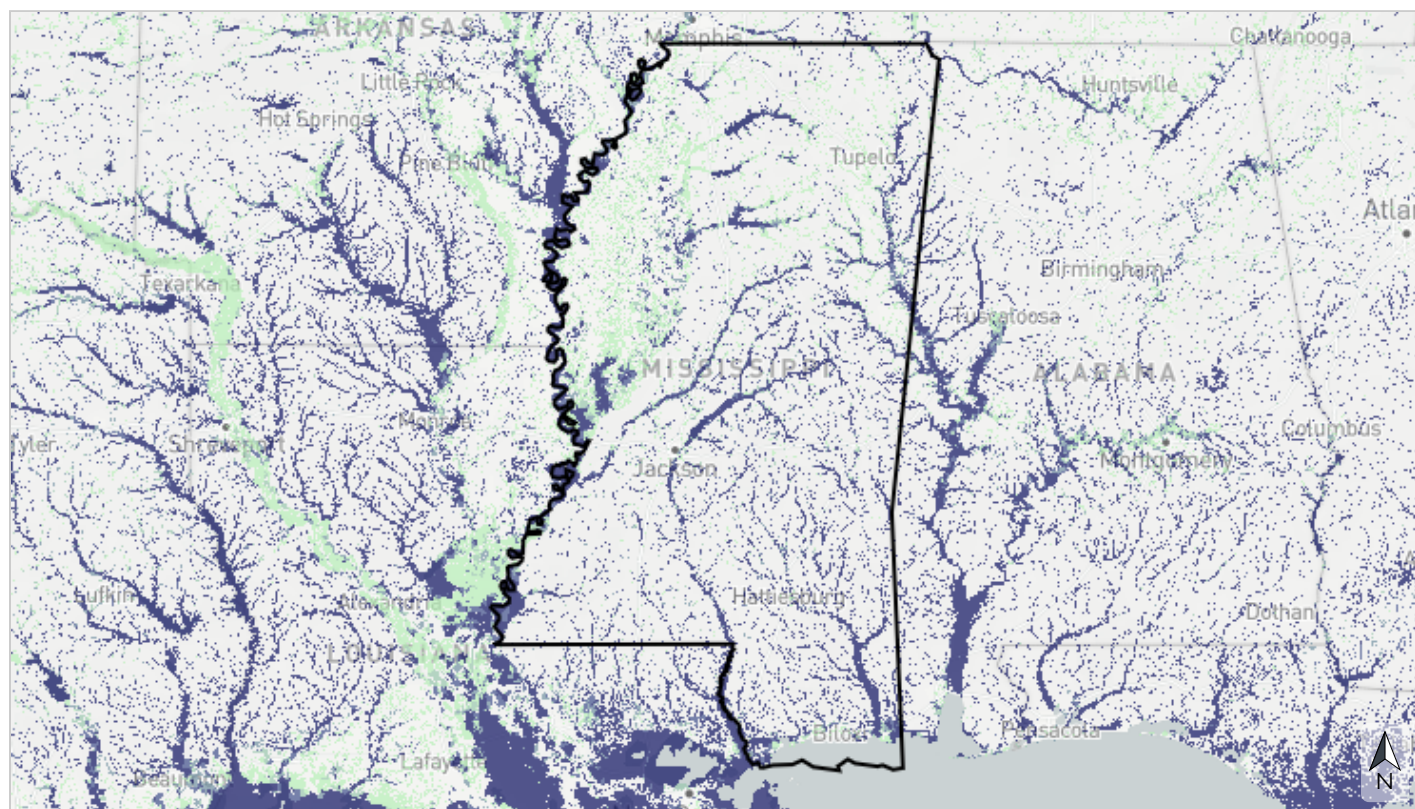 ARKANSAS
Memphis
Chattanooga
Little Rock
Huntsville
Hot Springs
Pine Bluff
Tupelo
Atlan
Birmingham
Texarkana
Tuscaloosa
MISSISSIPPI
ALABAMA
Monroe
Tyler
Shreveport
Columbus
Jackson
Montgomery
Lufkin
Alexandria
Hattiesburg
Dothan
LOUISIANA
Biloxi
Pensacola
Lafayette
Beaumont
N